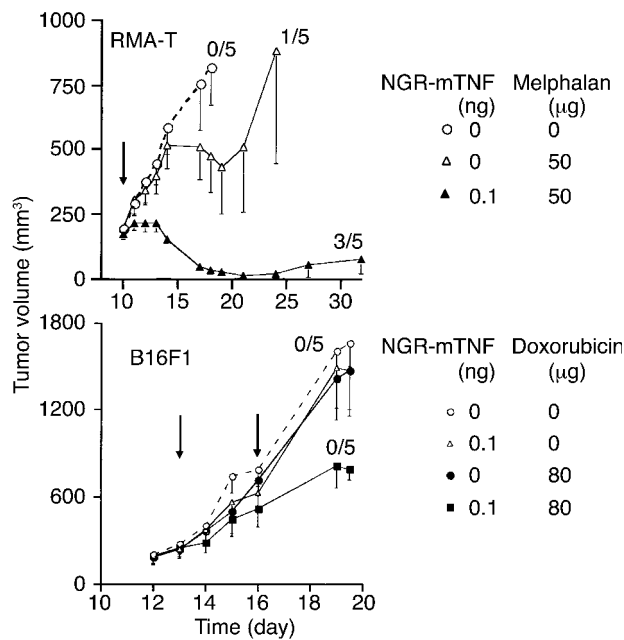 1000
RMA-T
0/5
1/5
750
500
250
3/5
0
10 15 20 25 30
NGR-mTNF Melphalan
(ng) (μg)
0 0
0 50
0.1 50
Tumor volume (mm³)
1800
B16F1
0/5
1200
0/5
600
0
10 12 14 16 18 20
Time (day)
NGR-mTNF Doxorubicin
(ng) (μg)
0 0
0.1 0
0 80
0.1 80